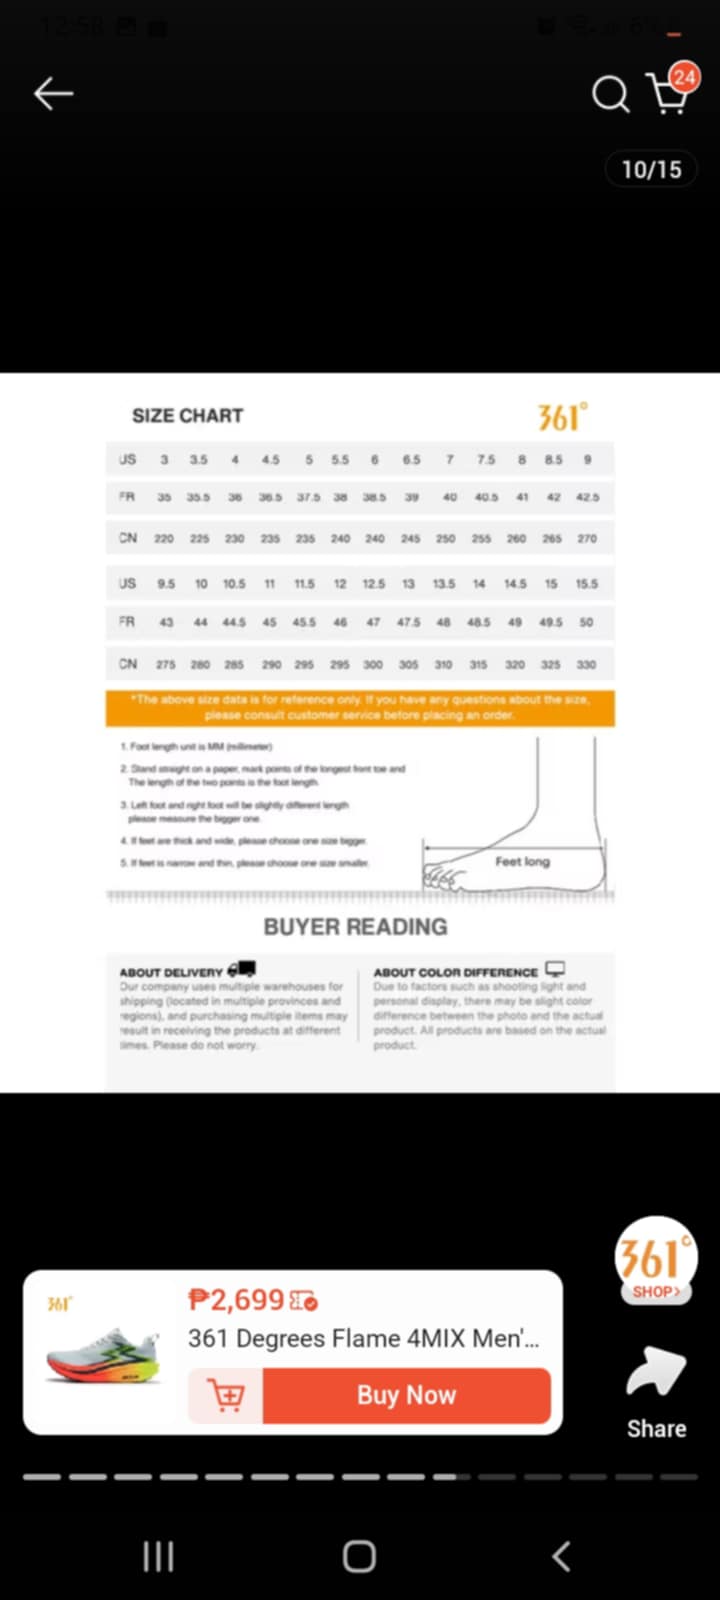 12:58
6%
24
10/15
SIZE CHART
361°
US 3 3.5 4 4.5 5 5.5 6 6.5 7 7.5 8 8.5 9
FR 35 35.5 36 36.5 37.5 38 38.5 39 40 40.5 41 42 42.5
CN 220 225 230 235 235 240 240 245 250 255 260 265 270
US 9.5 10 10.5 11 11.5 12 12.5 13 13.5 14 14.5 15 15.5
FR 43 44 44.5 45 45.5 46 47 47.5 48 48.5 49 49.5 50
CN 275 280 285 290 295 295 300 305 310 315 320 325 330
*The above size data is for reference only. If you have any questions about the size,
please consult customer service before placing an order.
1. Foot length unit is MM (millimeter)
2. Stand straight on a paper, mark points of the longest front toe and
The length of the two points is the foot length.
3. Left foot and right foot will be slightly different length
please measure the bigger one.
4. If feet are thick and wide, please choose one size bigger.
5. If feet is narrow and thin, please choose one size smaller.
Feet long
BUYER READING
ABOUT DELIVERY
Our company uses multiple warehouses for
shipping (located in multiple provinces and
regions), and purchasing multiple items may
result in receiving the products at different
times. Please do not worry.
ABOUT COLOR DIFFERENCE
Due to factors such as shooting light and
personal display, there may be slight color
difference between the photo and the actual
product. All products are based on the actual
product.
361°
SHOP>
361°
₱2,699
361 Degrees Flame 4MIX Men'...
Buy Now
Share